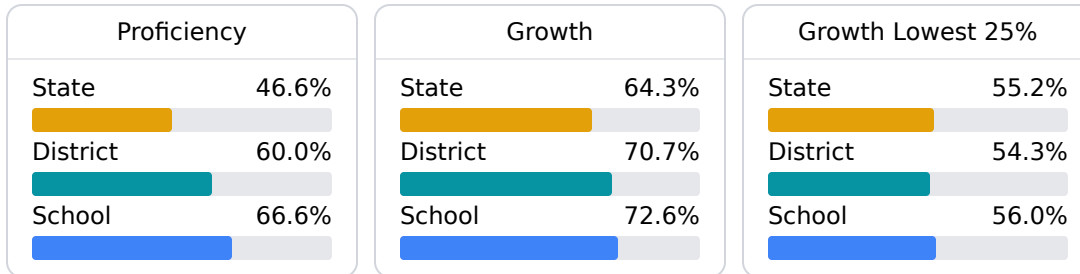 Proficiency
State 46.6%
District 60.0%
School 66.6%
Growth
State 64.3%
District 70.7%
School 72.6%
Growth Lowest 25%
State 55.2%
District 54.3%
School 56.0%